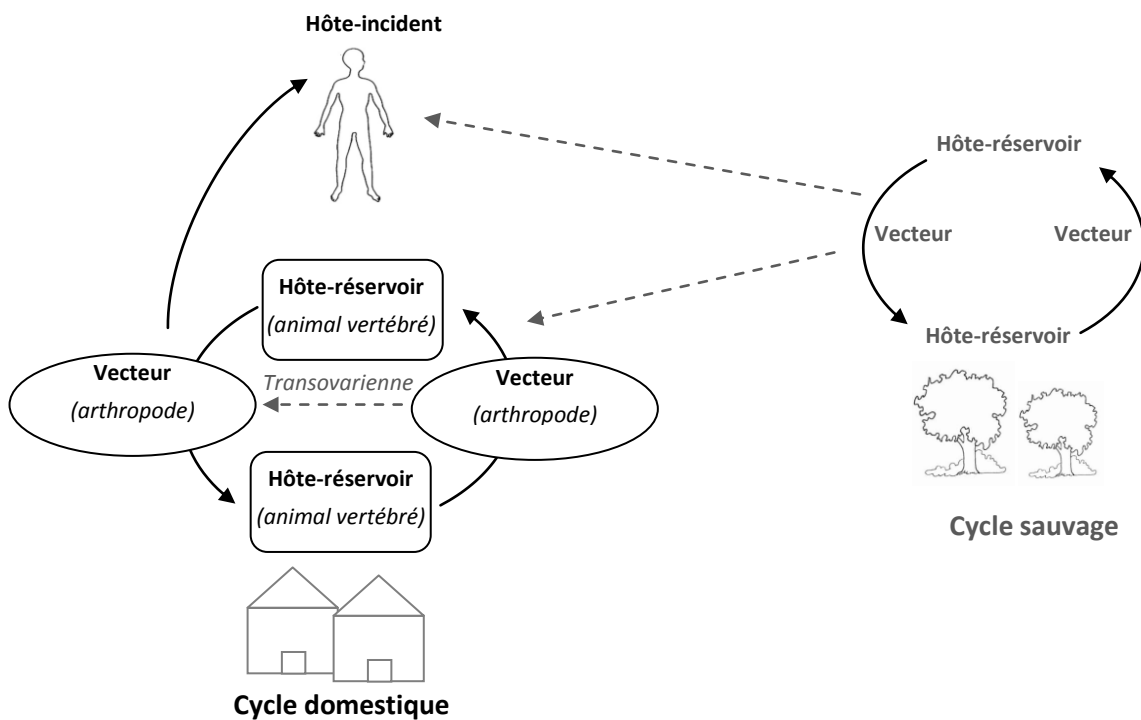 Hôte-incident
Hôte-réservoir
Vecteur
Vecteur
Hôte-réservoir
Cycle sauvage
Hôte-réservoir
(animal vertébré)
Vecteur
(arthropode)
Transovarienne
Vecteur
(arthropode)
Hôte-réservoir
(animal vertébré)
Cycle domestique